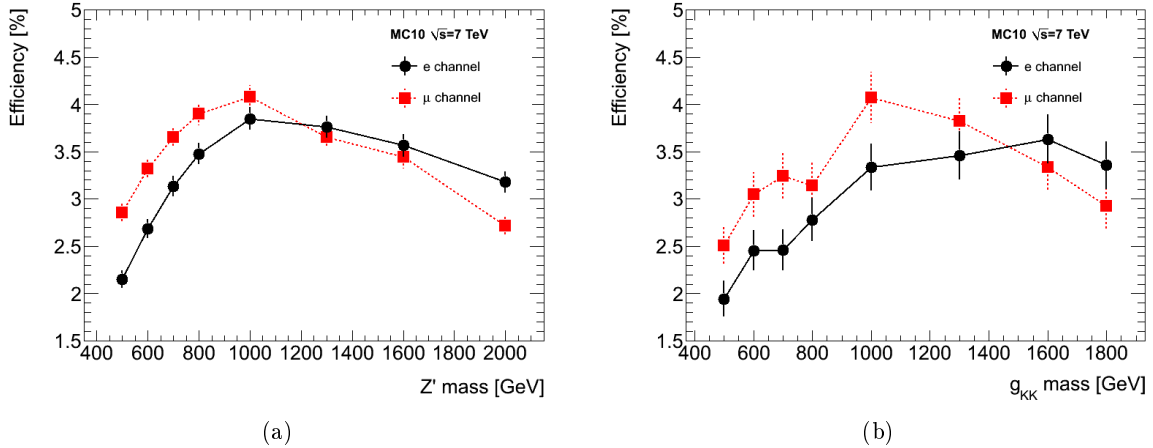 Efficiency [%]
5
4.5
4
3.5
3
2.5
2
1.5
MC10 √s=7 TeV
e channel
μ channel
400 600 800 1000 1200 1400 1600 1800 2000
Z' mass [GeV]
(a)
Efficiency [%]
5
4.5
4
3.5
3
2.5
2
1.5
MC10 √s=7 TeV
e channel
μ channel
400 600 800 1000 1200 1400 1600 1800
g_KK mass [GeV]
(b)